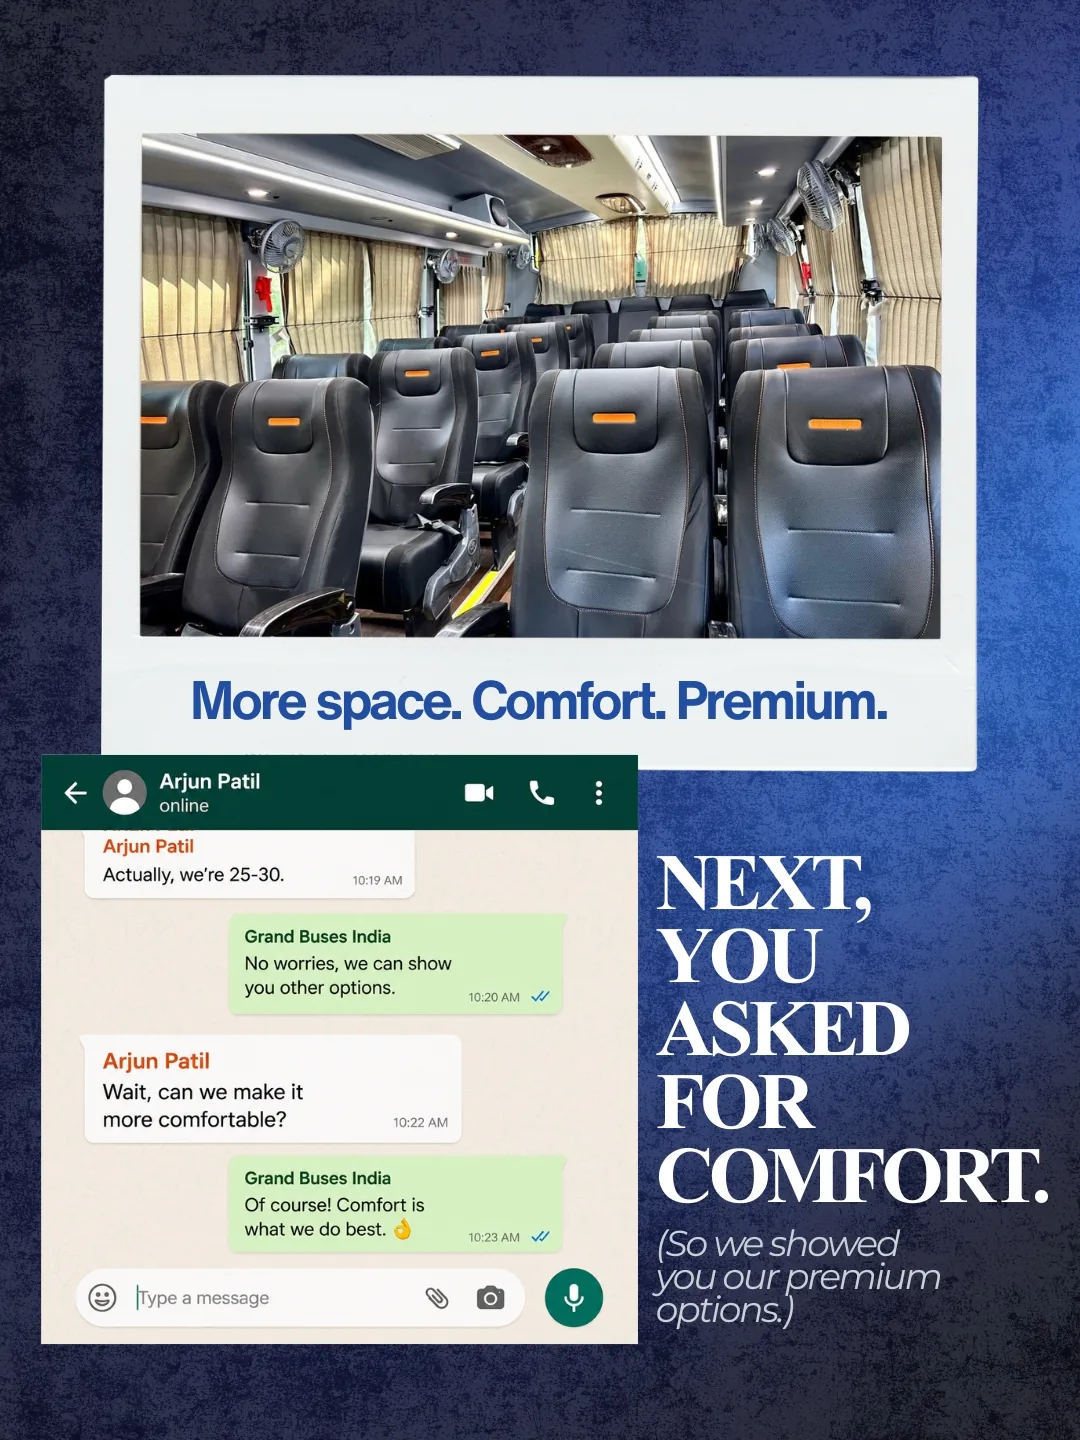 More space. Comfort. Premium.
Arjun Patil
online
Arjun Patil
Actually, we’re 25-30.
10:19 AM
Grand Buses India
No worries, we can show
you other options.
10:20 AM
Arjun Patil
Wait, can we make it
more comfortable?
10:22 AM
Grand Buses India
Of course! Comfort is
what we do best. 👌
10:23 AM
Type a message
NEXT,
YOU
ASKED
FOR
COMFORT.
(So we showed
you our premium
options.)